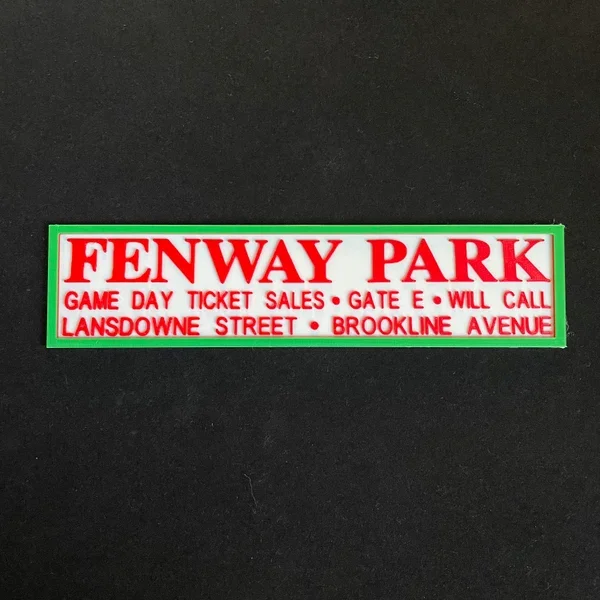 FENWAY PARK
GAME DAY TICKET SALES • GATE E • WILL CALL
LANSDOWNE STREET • BROOKLINE AVENUE